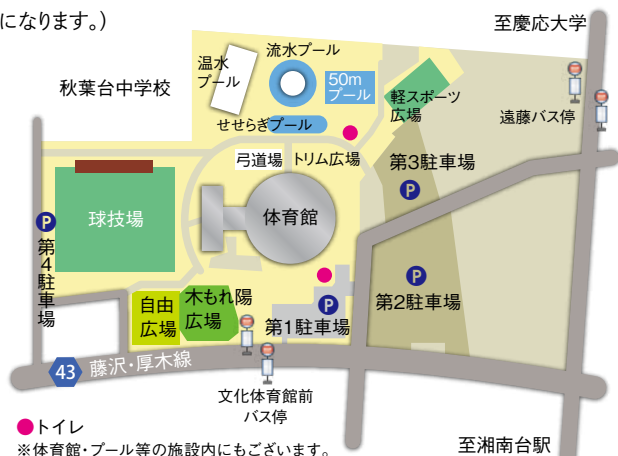 になります。)
至慶応大学
流水プール
温水
プール
50m
プール
秋葉台中学校
軽スポーツ
広場
遠藤バス停
せせらぎプール
弓道場
トリム広場
第3駐車場
P
球技場
体育館
P
第4駐車場
P
第2駐車場
自由
広場
木もれ陽
広場
P
第1駐車場
43
藤沢・厚木線
文化体育館前
バス停
●トイレ
※体育館・プール等の施設内にもございます。
至湘南台駅